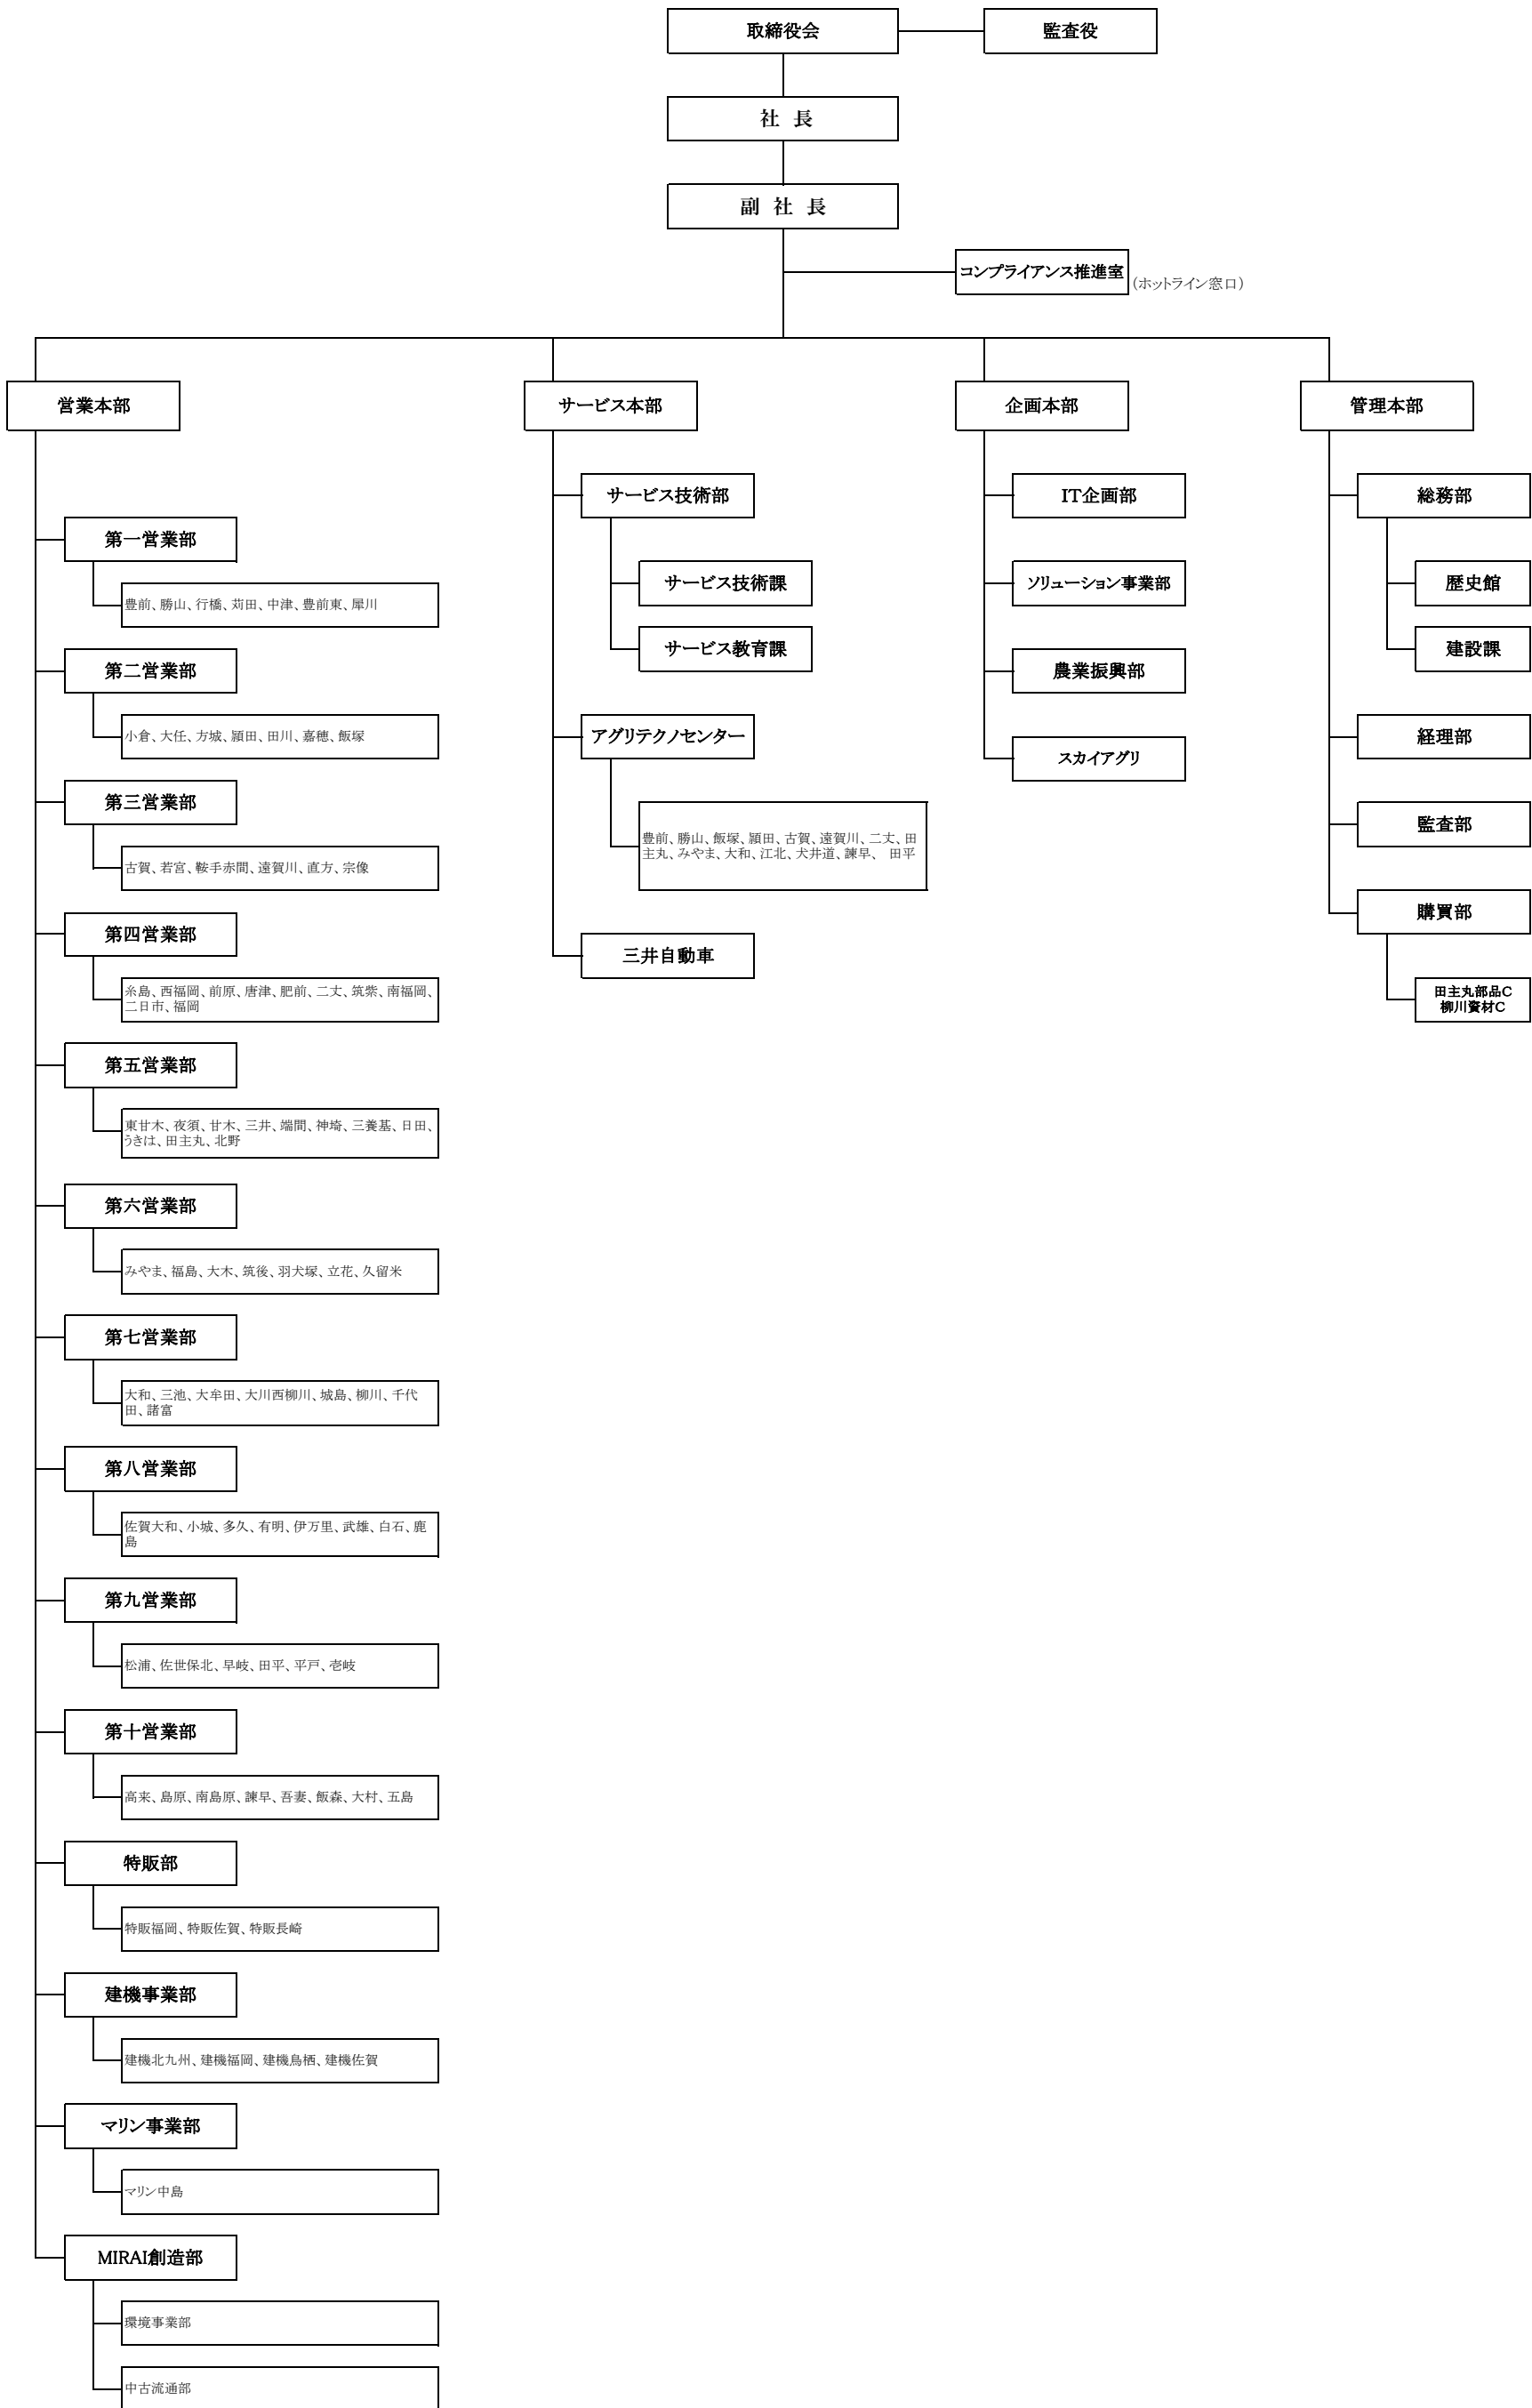 取締役会
監査役
社 長
副 社 長
コンプライアンス推進室
（ホットライン窓口）
営業本部
第一営業部
豊前、勝山、行橋、苅田、中津、豊前東、犀川
第二営業部
小倉、大任、方城、頴田、田川、嘉穂、飯塚
第三営業部
古賀、若宮、鞍手赤間、遠賀川、直方、宗像
第四営業部
糸島、西福岡、前原、唐津、肥前、二丈、筑紫、南福岡、
二日市、福岡
第五営業部
東甘木、夜須、甘木、三井、端間、神埼、三養基、日田、
うきは、田主丸、北野
第六営業部
みやま、福島、大木、筑後、羽犬塚、立花、久留米
第七営業部
大和、三池、大牟田、大川西柳川、城島、柳川、千代
田、諸富
第八営業部
佐賀大和、小城、多久、有明、伊万里、武雄、白石、鹿
島
第九営業部
松浦、佐世保北、早岐、田平、平戸、壱岐
第十営業部
高来、島原、南島原、諫早、吾妻、飯森、大村、五島
特販部
特販福岡、特販佐賀、特販長崎
建機事業部
建機北九州、建機福岡、建機鳥栖、建機佐賀
マリン事業部
マリン中島
MIRAI創造部
環境事業部
中古流通部
サービス本部
サービス技術部
サービス技術課
サービス教育課
アグリテクノセンター
豊前、勝山、飯塚、頴田、古賀、遠賀川、二丈、田
主丸、みやま、大和、江北、犬井道、諫早、 田平
三井自動車
企画本部
IT企画部
ソリューション事業部
農業振興部
スカイアグリ
管理本部
総務部
歴史館
建設課
経理部
監査部
購買部
田主丸部品C
柳川資材C